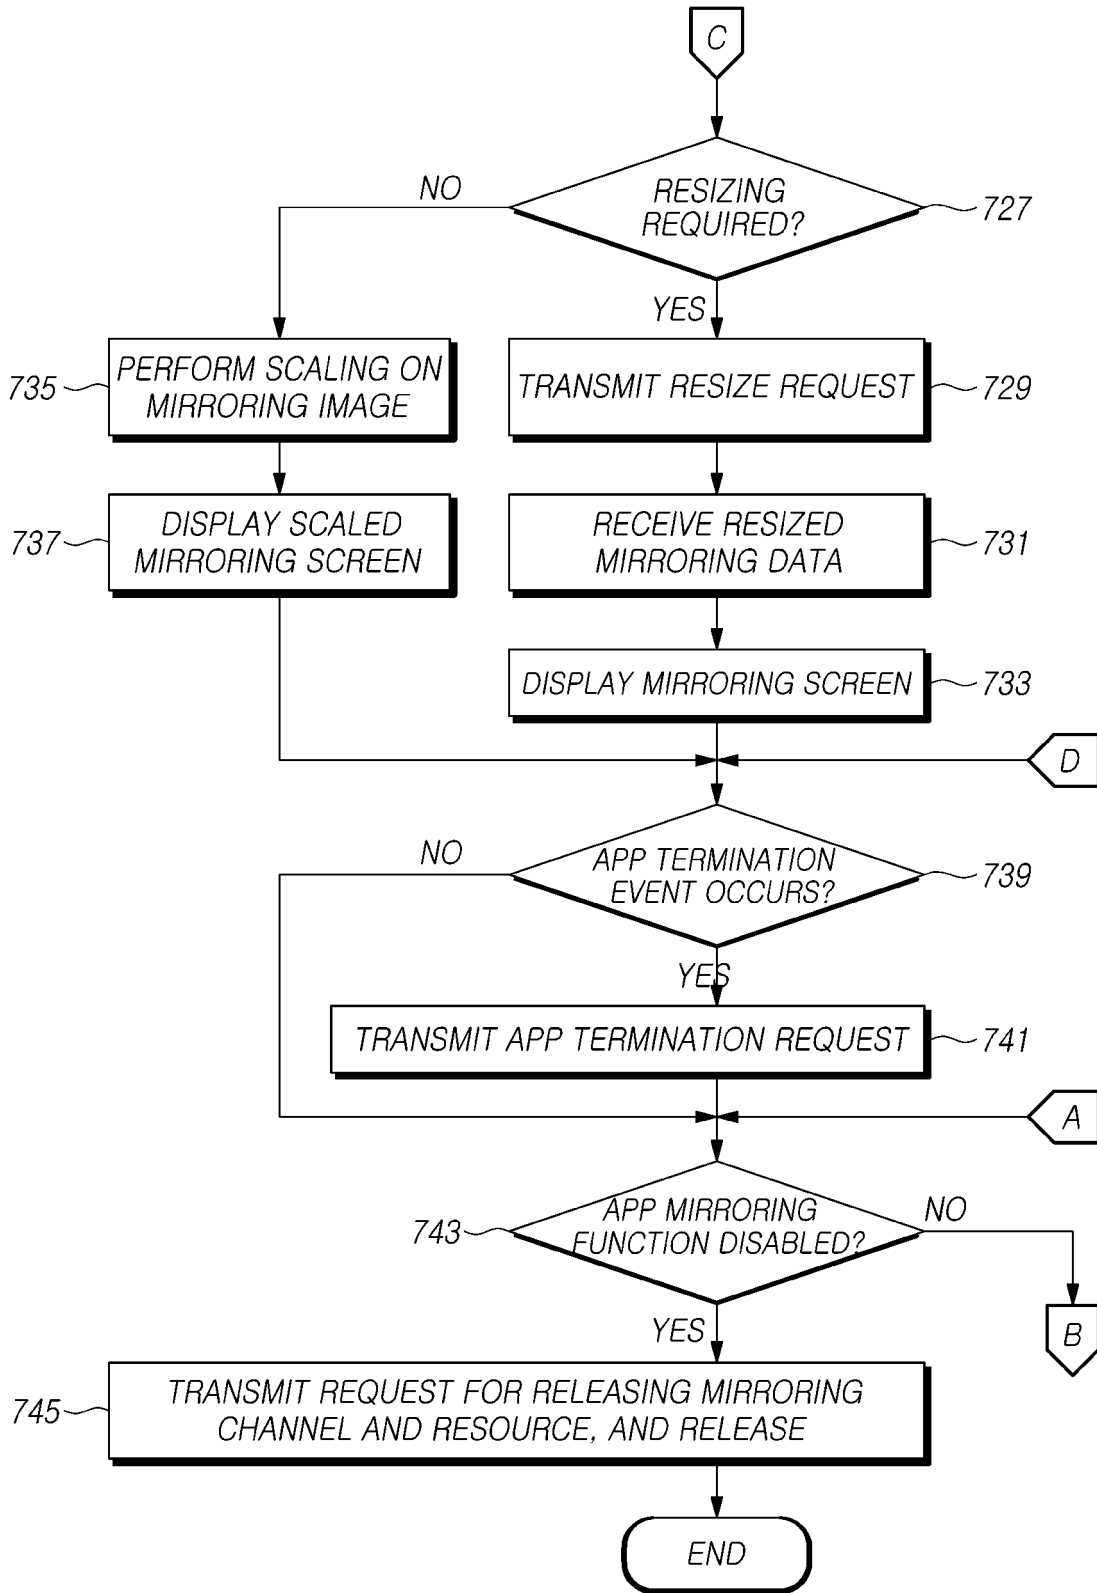 C
RESIZING
REQUIRED?
727
NO
YES
PERFORM SCALING ON
MIRRORING IMAGE
735
TRANSMIT RESIZE REQUEST
729
DISPLAY SCALED
MIRRORING SCREEN
737
RECEIVE RESIZED
MIRRORING DATA
731
DISPLAY MIRRORING SCREEN
733
D
APP TERMINATION
EVENT OCCURS?
739
NO
YES
TRANSMIT APP TERMINATION REQUEST
741
A
APP MIRRORING
FUNCTION DISABLED?
743
NO
B
YES
TRANSMIT REQUEST FOR RELEASING MIRRORING
CHANNEL AND RESOURCE, AND RELEASE
745
END